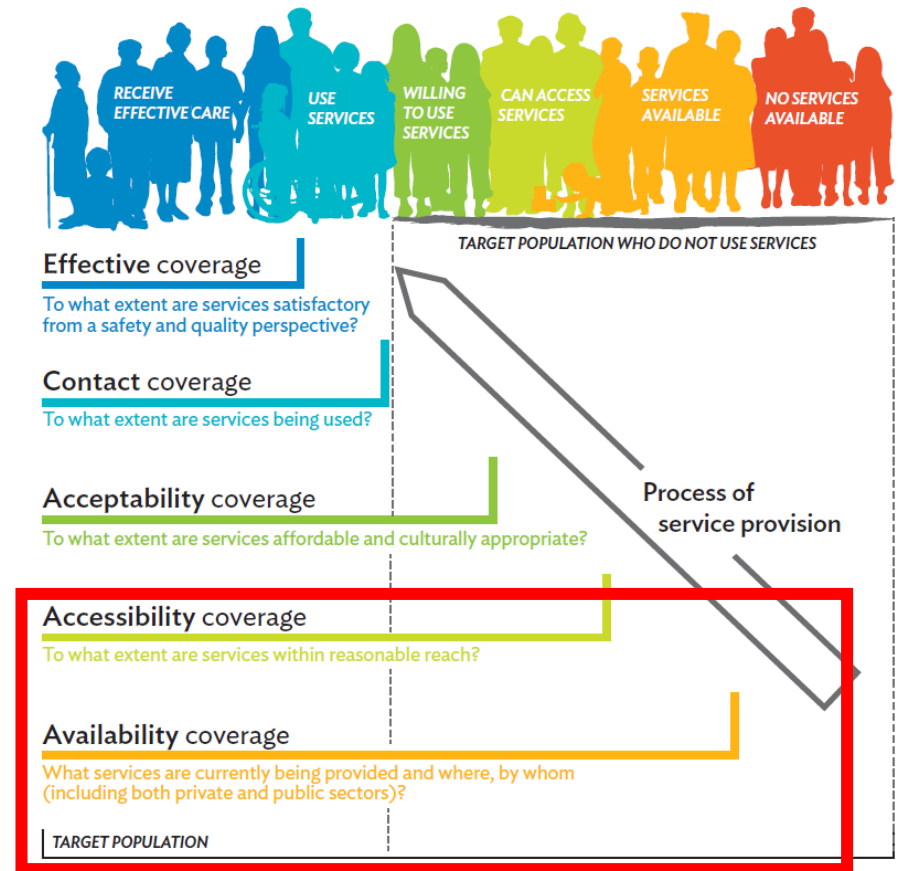 RECEIVE
EFFECTIVE CARE
USE
SERVICES
WILLING
TO USE
SERVICES
CAN ACCESS
SERVICES
SERVICES
AVAILABLE
NO SERVICES
AVAILABLE
TARGET POPULATION WHO DO NOT USE SERVICES
Effective coverage
To what extent are services satisfactory
from a safety and quality perspective?
Contact coverage
To what extent are services being used?
Acceptability coverage
To what extent are services affordable and culturally appropriate?
Process of
service provision
Accessibility coverage
To what extent are services within reasonable reach?
Availability coverage
What services are currently being provided and where, by whom
(including both private and public sectors)?
TARGET POPULATION